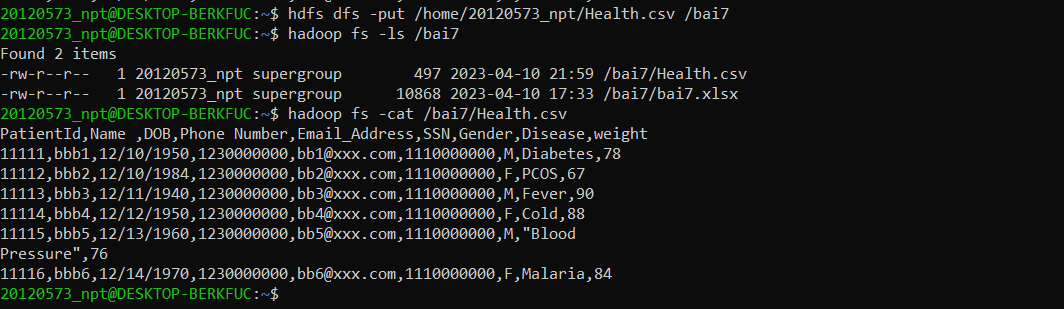 20120573_npt@DESKTOP-BERKFUC:~$ hdfs dfs -put /home/20120573_npt/Health.csv /bai7
20120573_npt@DESKTOP-BERKFUC:~$ hadoop fs -ls /bai7
Found 2 items
-rw-r--r--   1 20120573_npt supergroup        497 2023-04-10 21:59 /bai7/Health.csv
-rw-r--r--   1 20120573_npt supergroup      10868 2023-04-10 17:33 /bai7/bai7.xlsx
20120573_npt@DESKTOP-BERKFUC:~$ hadoop fs -cat /bai7/Health.csv
PatientId,Name ,DOB,Phone Number,Email_Address,SSN,Gender,Disease,weight
11111,bbb1,12/10/1950,1230000000,bb1@xxx.com,1110000000,M,Diabetes,78
11112,bbb2,12/10/1984,1230000000,bb2@xxx.com,1110000000,F,PCOS,67
11113,bbb3,12/11/1940,1230000000,bb3@xxx.com,1110000000,M,Fever,90
11114,bbb4,12/12/1950,1230000000,bb4@xxx.com,1110000000,F,Cold,88
11115,bbb5,12/13/1960,1230000000,bb5@xxx.com,1110000000,M,"Blood
Pressure",76
11116,bbb6,12/14/1970,1230000000,bb6@xxx.com,1110000000,F,Malaria,84
20120573_npt@DESKTOP-BERKFUC:~$